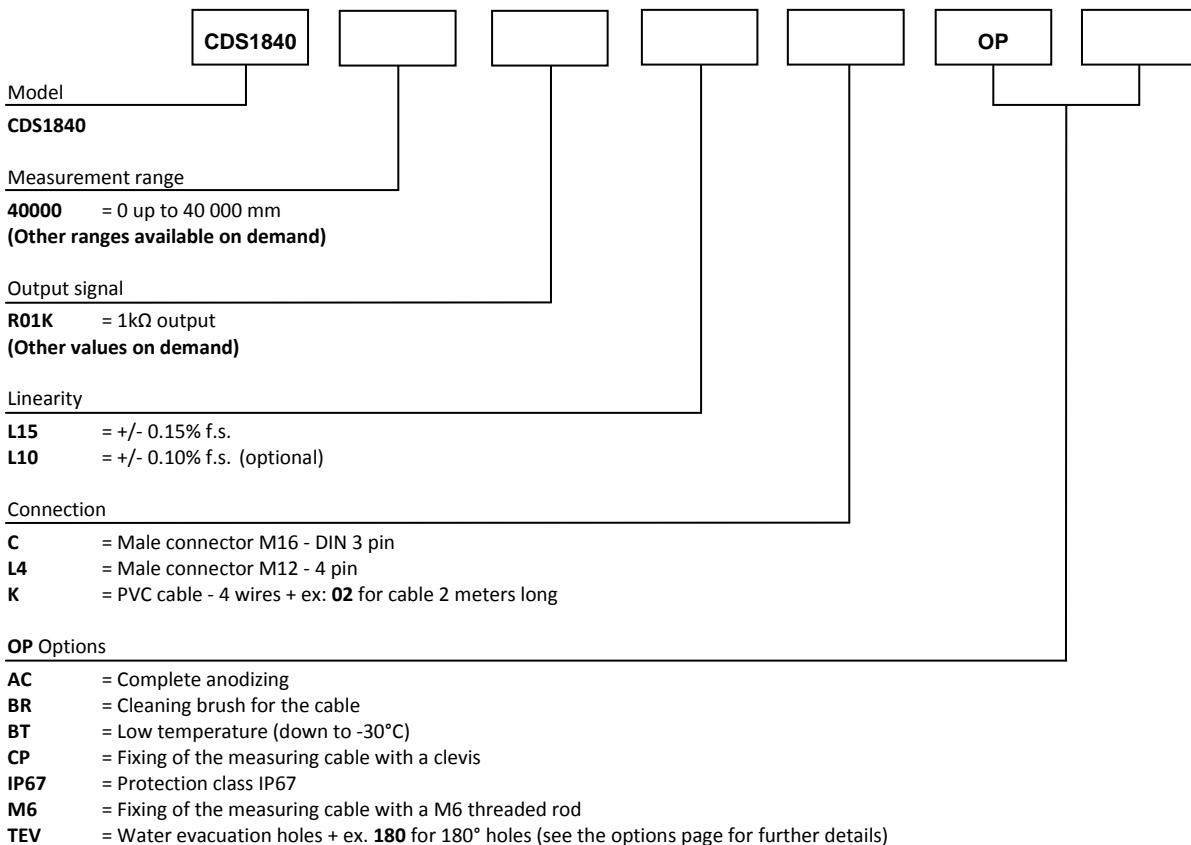 CDS1840 OP
Model
CDS1840
Measurement range
40000 = 0 up to 40 000 mm
(Other ranges available on demand)
Output signal
R01K = 1kΩ output
(Other values on demand)
Linearity
L15 = +/- 0.15% f.s.
L10 = +/- 0.10% f.s. (optional)
Connection
C = Male connector M16 - DIN 3 pin
L4 = Male connector M12 - 4 pin
K = PVC cable - 4 wires + ex: 02 for cable 2 meters long
OP Options
AC = Complete anodizing
BR = Cleaning brush for the cable
BT = Low temperature (down to -30°C)
CP = Fixing of the measuring cable with a clevis
IP67 = Protection class IP67
M6 = Fixing of the measuring cable with a M6 threaded rod
TEV = Water evacuation holes + ex. 180 for 180° holes (see the options page for further details)